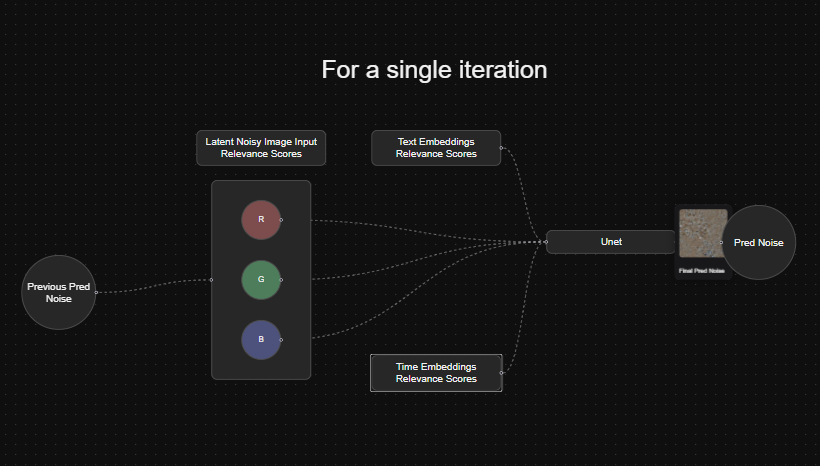 For a single iteration
Latent Noisy Image Input
Relevance Scores
Text Embeddings
Relevance Scores
R
G
B
Previous Pred
Noise
Unet
Final Pred Noise
Pred Noise
Time Embeddings
Relevance Scores